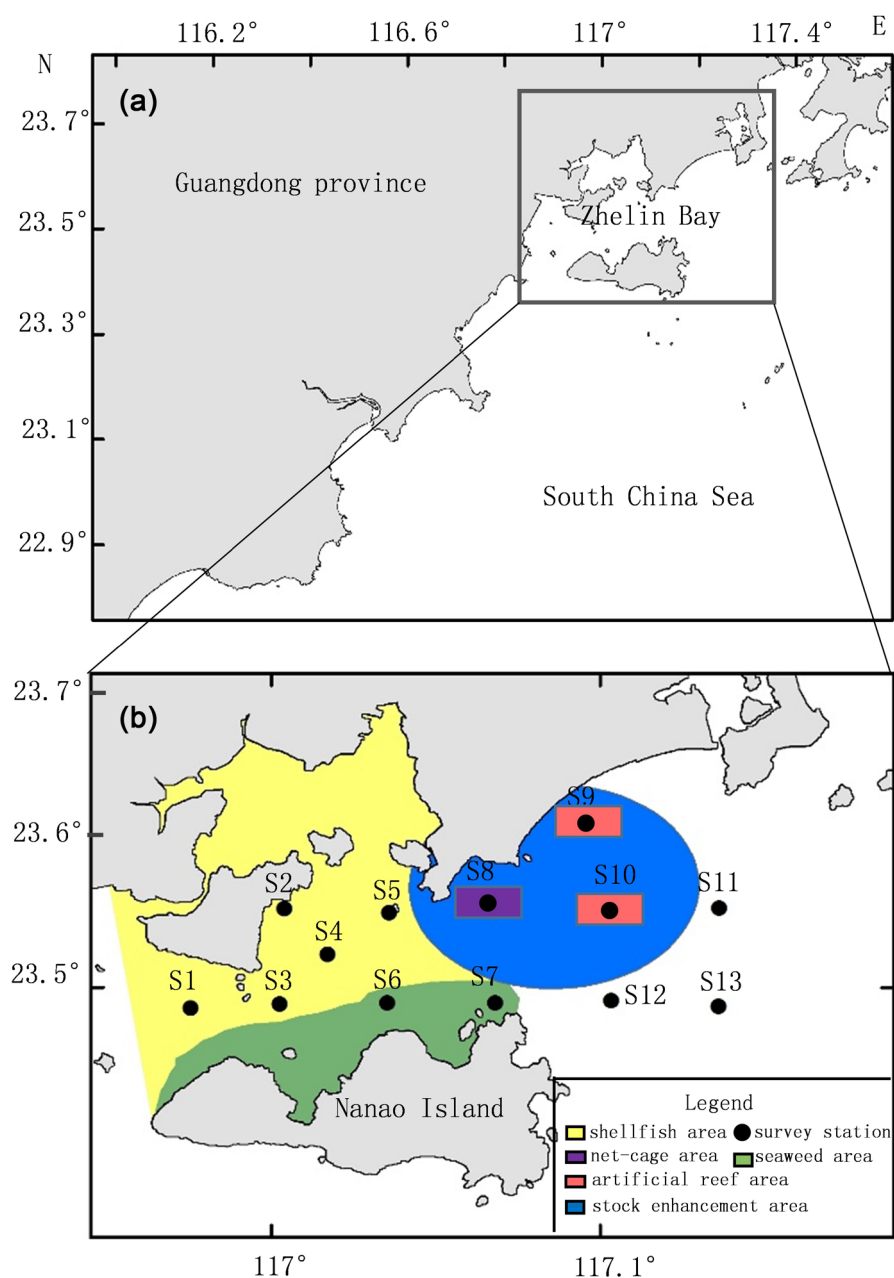 116.2° 116.6° 117° 117.4° E
N
(a)
23.7°
Guangdong province
23.5°
Zhelin Bay
23.3°
23.1°
South China Sea
22.9°
23.7°
(b)
S9
23.6°
S2 S5 S8 S10 S11
S4
23.5°
S1 S3 S6 S7 S12 S13
Nanao Island
Legend
shellfish area survey station
net-cage area seaweed area
artificial reef area
stock enhancement area
117° 117.1°